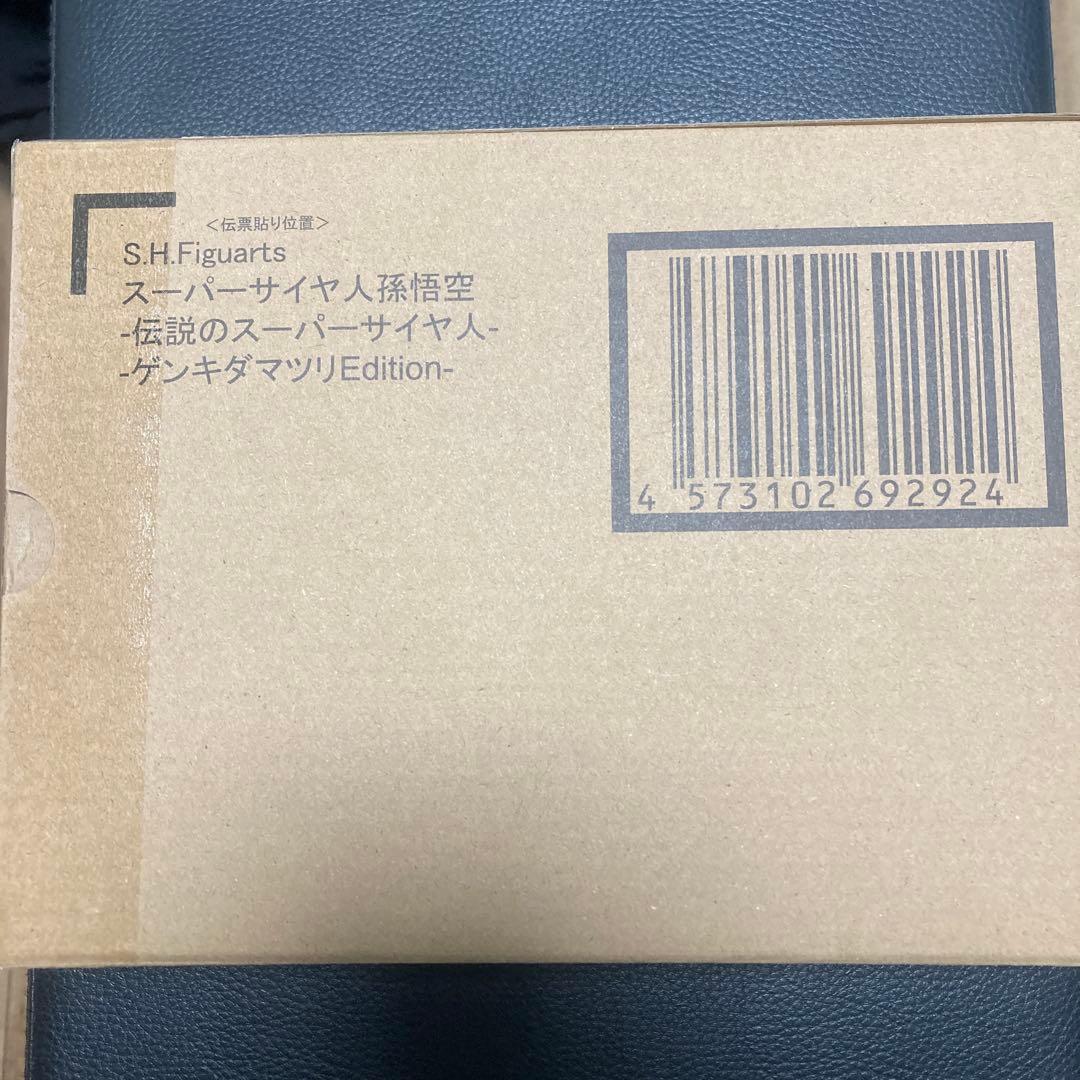 ＜伝票貼り位置＞
S.H.Figuarts
スーパーサイヤ人孫悟空
-伝説のスーパーサイヤ人-
-ゲンキダマツリEdition-
4 573102 692924